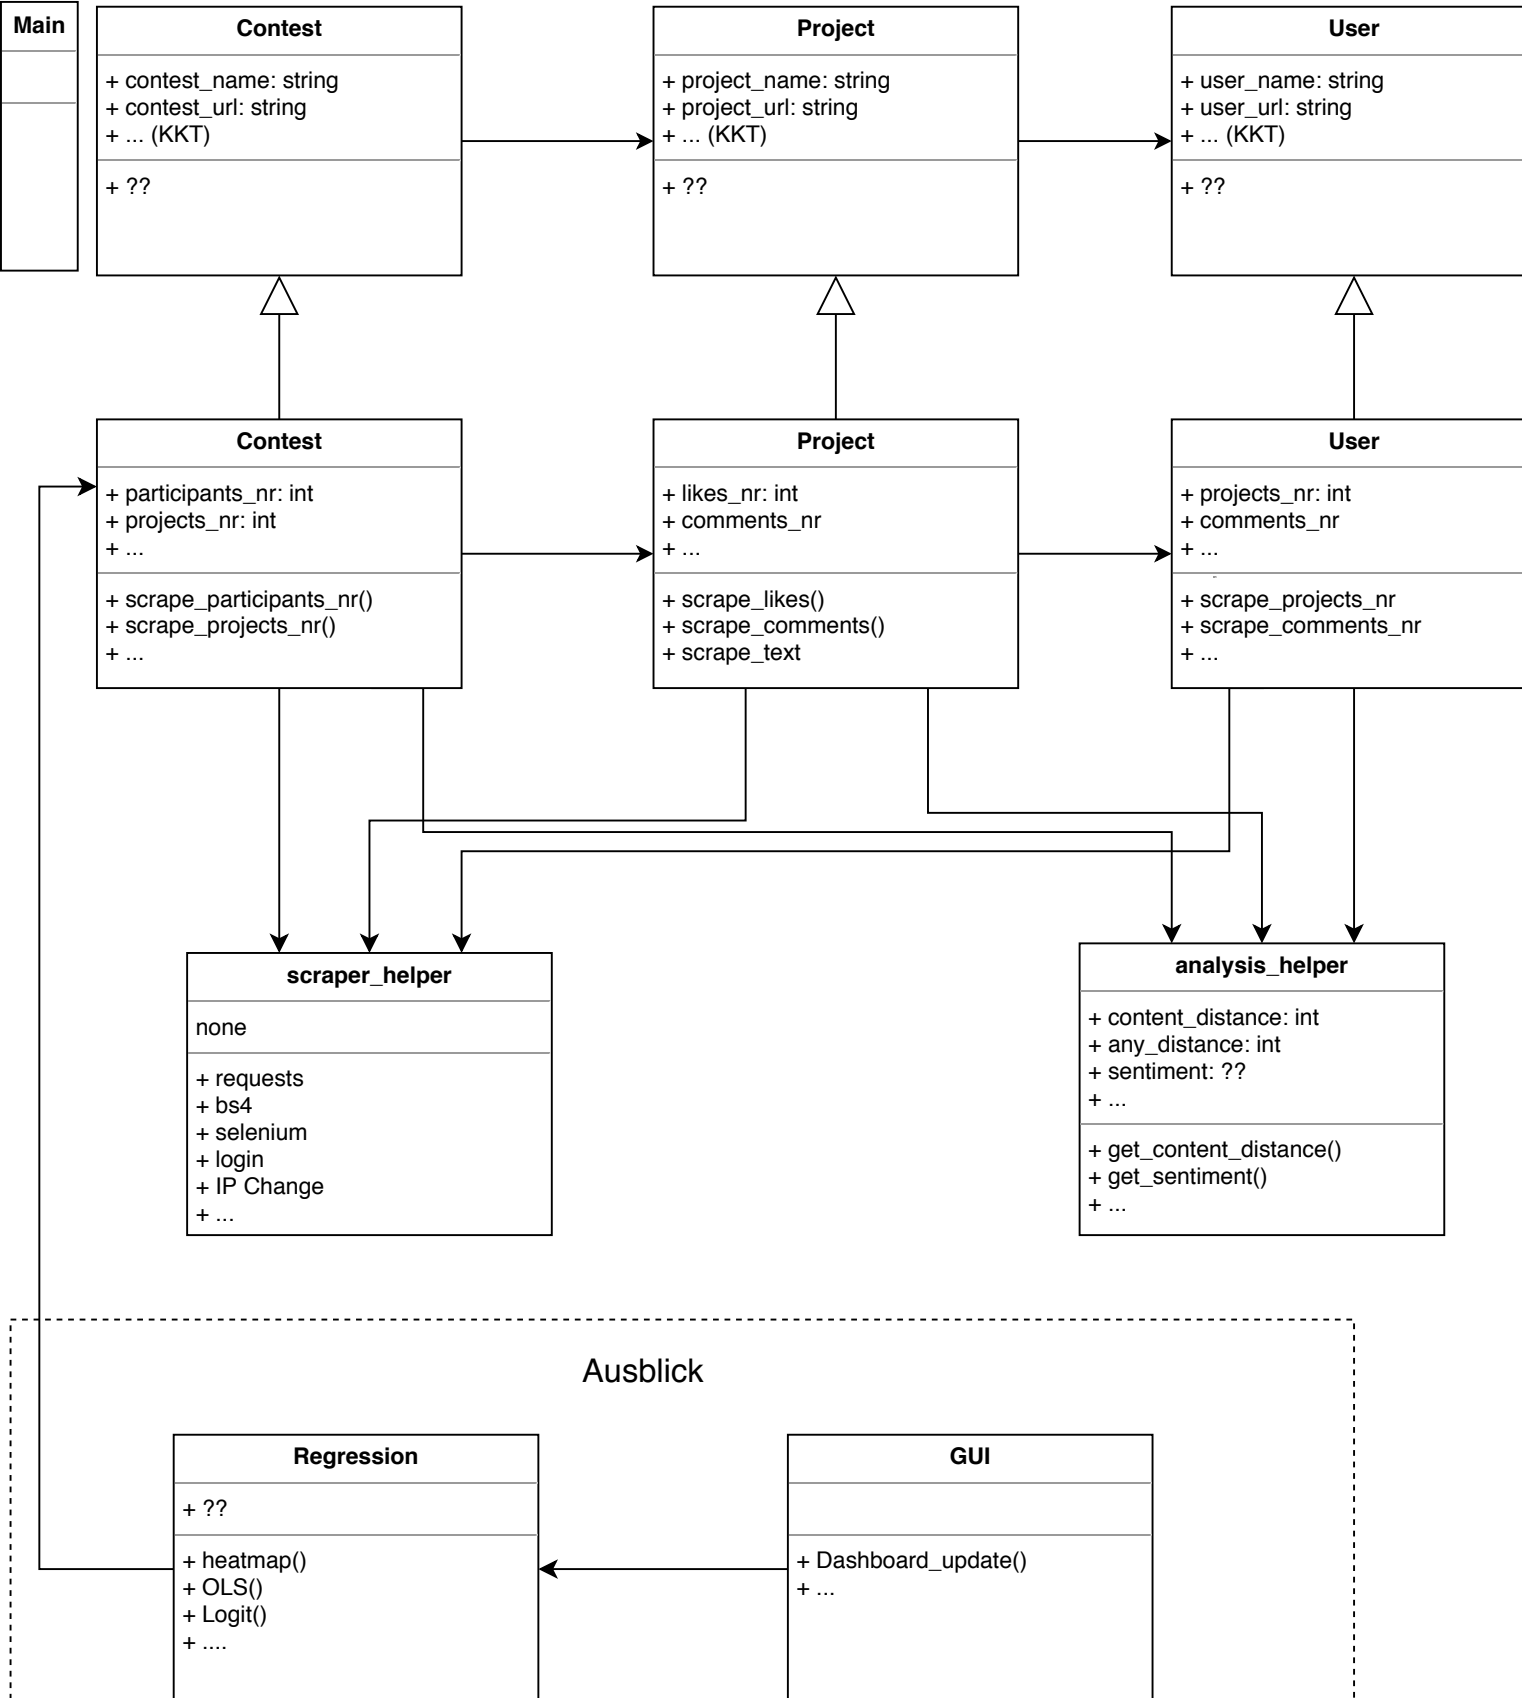 Main
Contest
+ contest_name: string
+ contest_url: string
+ ... (KKT)
+ ??
Project
+ project_name: string
+ project_url: string
+ ... (KKT)
+ ??
User
+ user_name: string
+ user_url: string
+ ... (KKT)
+ ??
Contest
+ participants_nr: int
+ projects_nr: int
+ ...
+ scrape_participants_nr()
+ scrape_projects_nr()
+ ...
Project
+ likes_nr: int
+ comments_nr
+ ...
+ scrape_likes()
+ scrape_comments()
+ scrape_text
User
+ projects_nr: int
+ comments_nr
+ ...
+ scrape_projects_nr
+ scrape_comments_nr
+ ...
scraper_helper
none
+ requests
+ bs4
+ selenium
+ login
+ IP Change
+ ...
analysis_helper
+ content_distance: int
+ any_distance: int
+ sentiment: ??
+ ...
+ get_content_distance()
+ get_sentiment()
+ ...
Ausblick
Regression
+ ??
+ heatmap()
+ OLS()
+ Logit()
+ ....
GUI
+ Dashboard_update()
+ ...